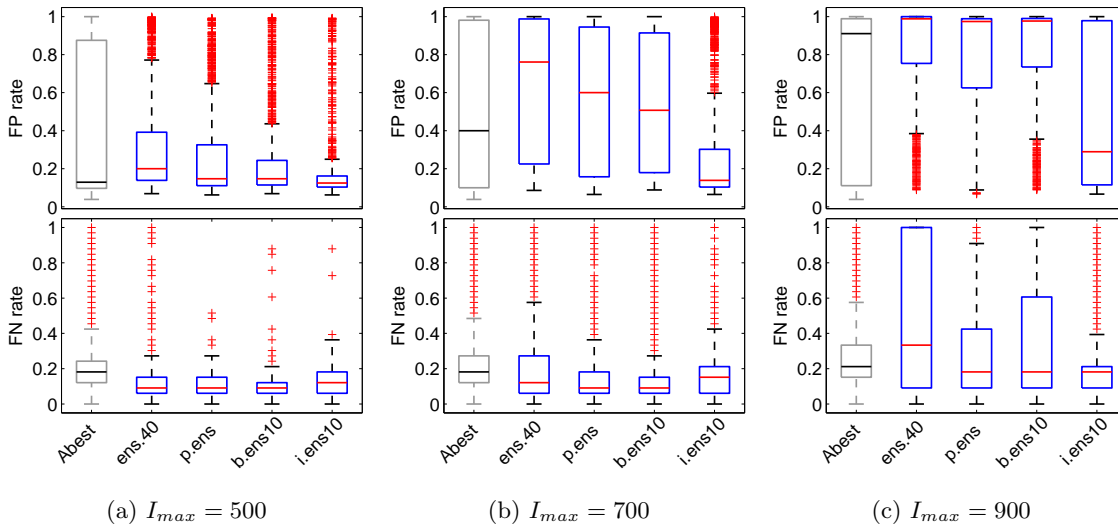 FP rate
1
0.8
0.6
0.4
0.2
0
1
0.8
0.6
0.4
0.2
0
1
0.8
0.6
0.4
0.2
0
FN rate
1
0.8
0.6
0.4
0.2
0
Abest
ens.40
p.ens
b.ens10
i.ens10
FP rate
FN rate
1
0.8
0.6
0.4
0.2
0
Abest
ens.40
p.ens
b.ens10
i.ens10
FP rate
FN rate
1
0.8
0.6
0.4
0.2
0
Abest
ens.40
p.ens
b.ens10
i.ens10
(a) I_max = 500
(b) I_max = 700
(c) I_max = 900